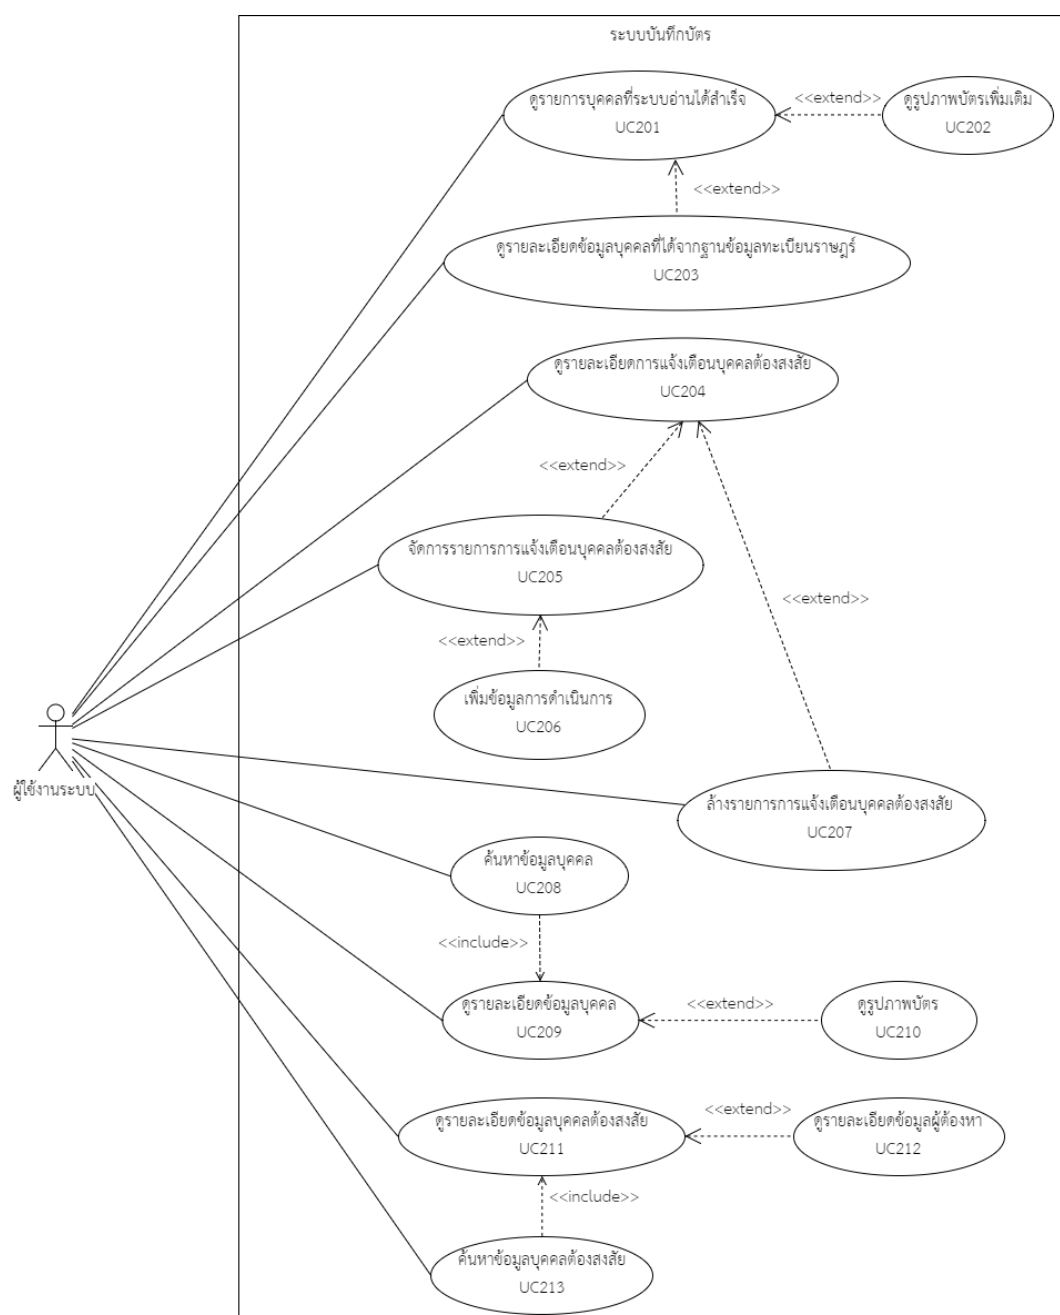 ระบบบันทึกบัตร
ดูรายการบุคคลที่ระบบอ่านได้สำเร็จ
UC201
<<extend>>
ดูรูปภาพบัตรเพิ่มเติม
UC202
<<extend>>
ดูรายละเอียดข้อมูลบุคคลที่ได้จากฐานข้อมูลทะเบียนราษฎร์
UC203
ดูรายละเอียดการแจ้งเตือนบุคคลต้องสงสัย
UC204
<<extend>>
จัดการรายการการแจ้งเตือนบุคคลต้องสงสัย
UC205
<<extend>>
<<extend>>
เพิ่มข้อมูลการดำเนินการ
UC206
ผู้ใช้งานระบบ
ล้างรายการการแจ้งเตือนบุคคลต้องสงสัย
UC207
ค้นหาข้อมูลบุคคล
UC208
<<include>>
ดูรายละเอียดข้อมูลบุคคล
UC209
<<extend>>
ดูรูปภาพบัตร
UC210
ดูรายละเอียดข้อมูลบุคคลต้องสงสัย
UC211
<<extend>>
ดูรายละเอียดข้อมูลผู้ต้องหา
UC212
<<include>>
ค้นหาข้อมูลบุคคลต้องสงสัย
UC213